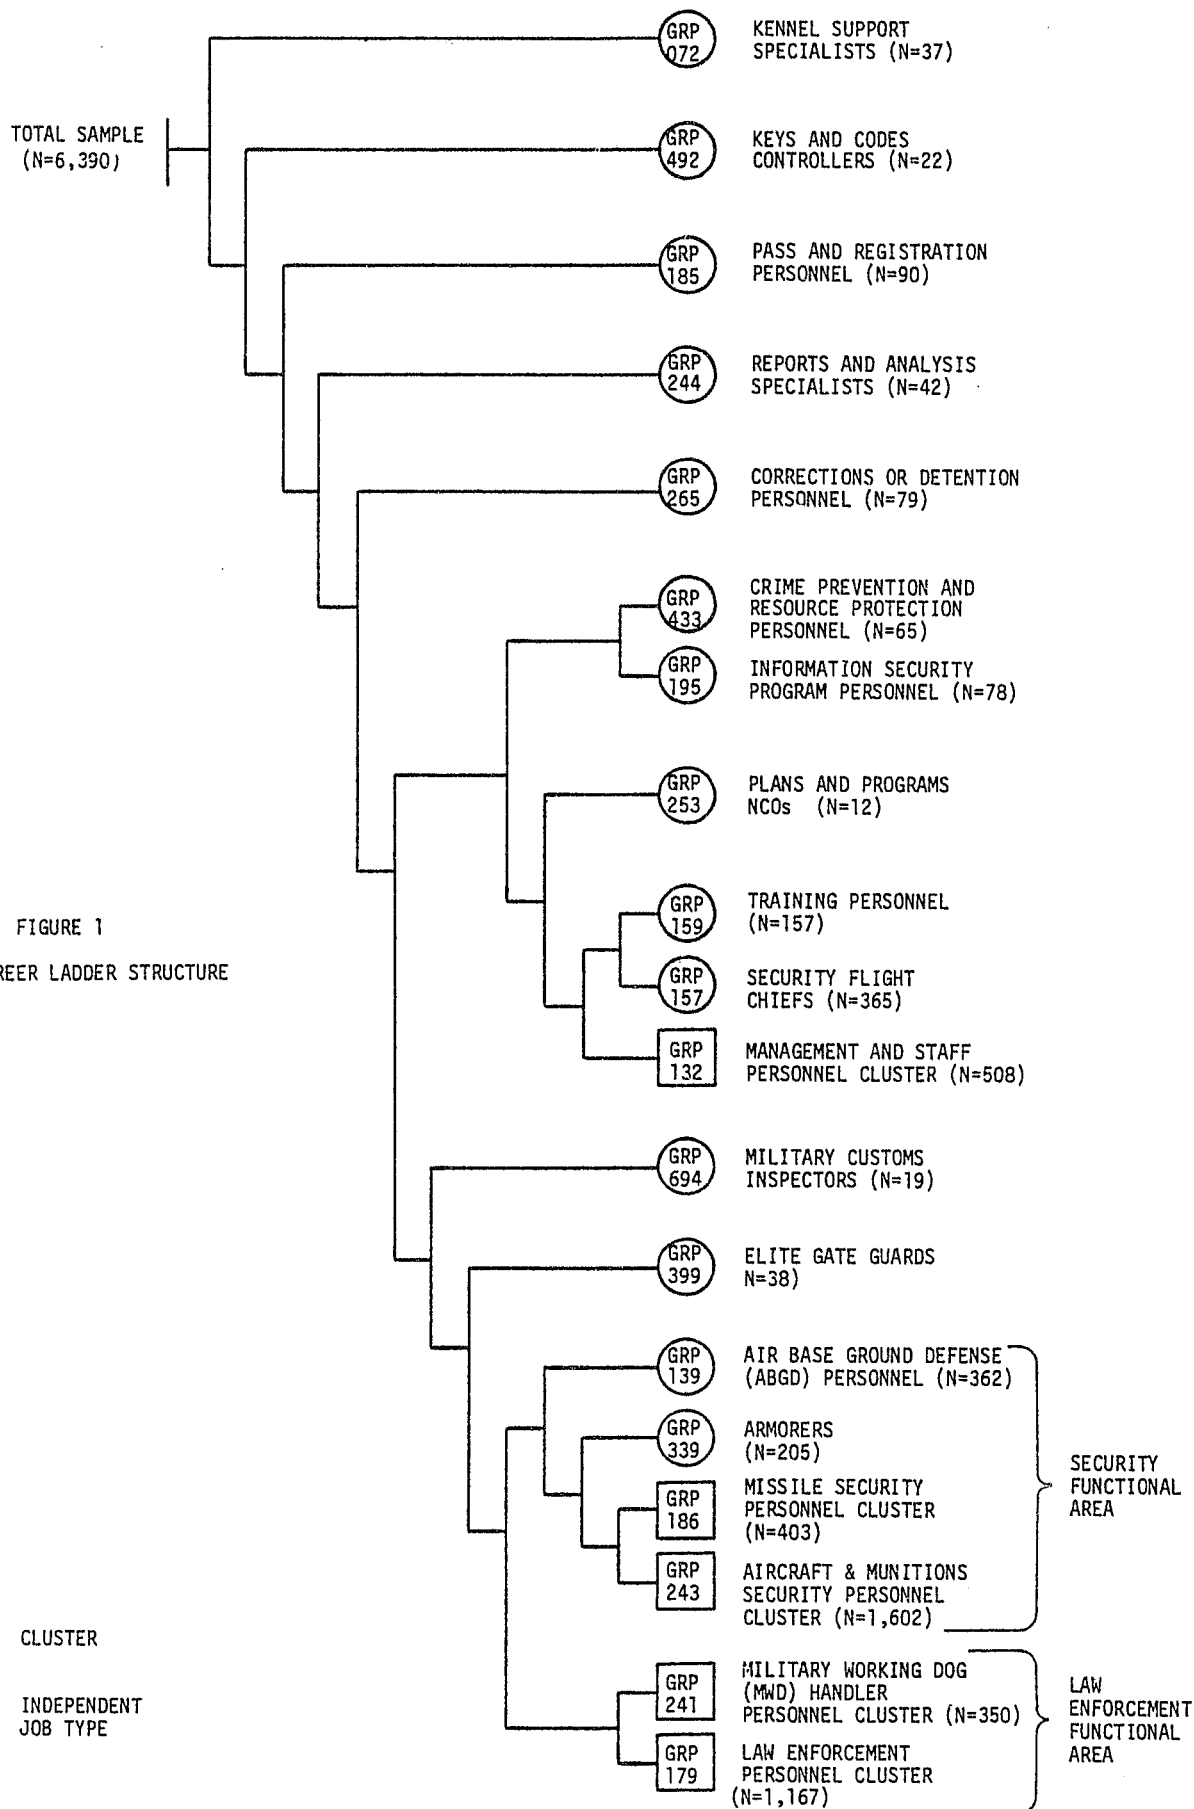 GRP
072
KENNEL SUPPORT
SPECIALISTS (N=37)
TOTAL SAMPLE
(N=6,390)
GRP
492
KEYS AND CODES
CONTROLLERS (N=22)
GRP
185
PASS AND REGISTRATION
PERSONNEL (N=90)
GRP
244
REPORTS AND ANALYSIS
SPECIALISTS (N=42)
GRP
265
CORRECTIONS OR DETENTION
PERSONNEL (N=79)
GRP
433
CRIME PREVENTION AND
RESOURCE PROTECTION
PERSONNEL (N=65)
GRP
195
INFORMATION SECURITY
PROGRAM PERSONNEL (N=78)
GRP
253
PLANS AND PROGRAMS
NCOs (N=12)
GRP
159
TRAINING PERSONNEL
(N=157)
FIGURE 1
REER LADDER STRUCTURE
GRP
157
SECURITY FLIGHT
CHIEFS (N=365)
GRP
132
MANAGEMENT AND STAFF
PERSONNEL CLUSTER (N=508)
GRP
694
MILITARY CUSTOMS
INSPECTORS (N=19)
GRP
399
ELITE GATE GUARDS
N=38)
GRP
139
AIR BASE GROUND DEFENSE
(ABGD) PERSONNEL (N=362)
GRP
339
ARMORERS
(N=205)
GRP
186
MISSILE SECURITY
PERSONNEL CLUSTER
(N=403)
SECURITY
FUNCTIONAL
AREA
GRP
243
AIRCRAFT & MUNITIONS
SECURITY PERSONNEL
CLUSTER (N=1,602)
CLUSTER
INDEPENDENT
JOB TYPE
GRP
241
MILITARY WORKING DOG
(MWD) HANDLER
PERSONNEL CLUSTER (N=350)
GRP
179
LAW ENFORCEMENT
PERSONNEL CLUSTER
(N=1,167)
LAW
ENFORCEMENT
FUNCTIONAL
AREA